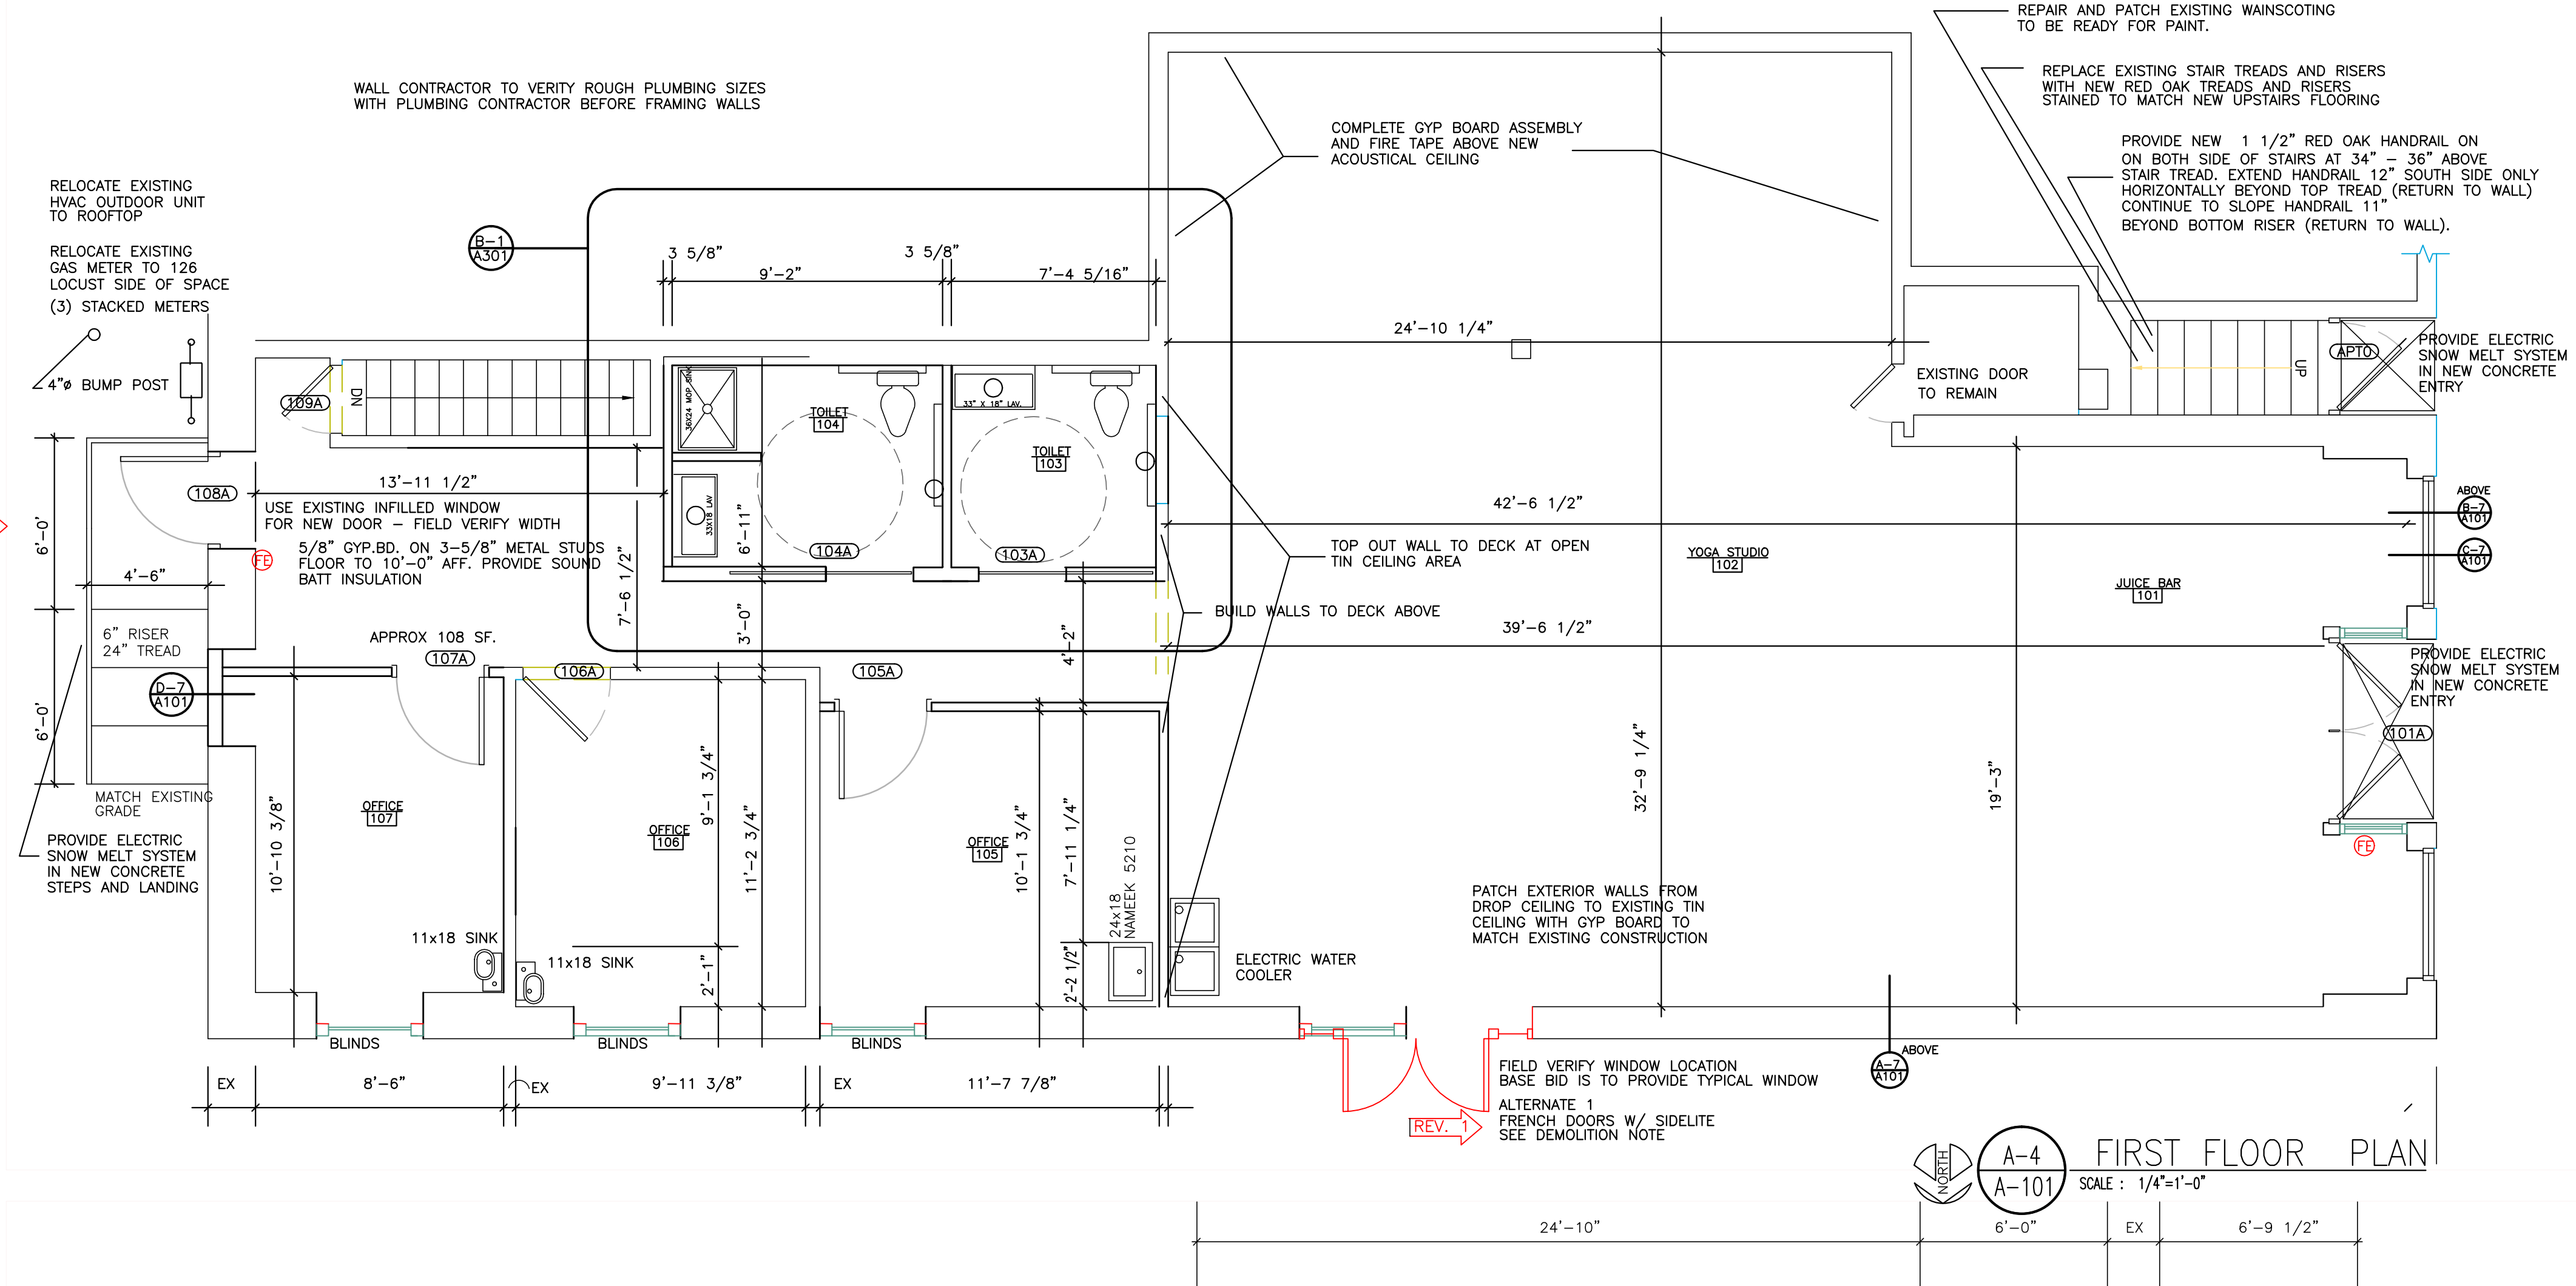 REPAIR AND PATCH EXISTING WAINSCOTING
TO BE READY FOR PAINT.
REPLACE EXISTING STAIR TREADS AND RISERS
WITH NEW RED OAK TREADS AND RISERS
STAINED TO MATCH NEW UPSTAIRS FLOORING
WALL CONTRACTOR TO VERITY ROUGH PLUMBING SIZES
WITH PLUMBING CONTRACTOR BEFORE FRAMING WALLS
COMPLETE GYP BOARD ASSEMBLY
AND FIRE TAPE ABOVE NEW
ACOUSTICAL CEILING
PROVIDE NEW 1 1/2" RED OAK HANDRAIL ON
ON BOTH SIDE OF STAIRS AT 34" – 36" ABOVE
STAIR TREAD. EXTEND HANDRAIL 12" SOUTH SIDE ONLY
HORIZONTALLY BEYOND TOP TREAD (RETURN TO WALL)
CONTINUE TO SLOPE HANDRAIL 11"
BEYOND BOTTOM RISER (RETURN TO WALL).
RELOCATE EXISTING
HVAC OUTDOOR UNIT
TO ROOFTOP
RELOCATE EXISTING
GAS METER TO 126
LOCUST SIDE OF SPACE
(3) STACKED METERS
4"ø BUMP POST
B-1
A301
3 5/8"
9'-2"
3 5/8"
7'-4 5/16"
24'-10 1/4"
EXISTING DOOR
TO REMAIN
UP
APT0
PROVIDE ELECTRIC
SNOW MELT SYSTEM
IN NEW CONCRETE
ENTRY
109A
DN
36X24 MOP SINK
TOILET
104
33" X 18" LAV.
TOILET
103
33X18 LAV
108A
13'-11 1/2"
USE EXISTING INFILLED WINDOW
FOR NEW DOOR – FIELD VERIFY WIDTH
5/8" GYP.BD. ON 3-5/8" METAL STUDS
FLOOR TO 10'-0" AFF. PROVIDE SOUND
BATT INSULATION
FE
6'-0"
4'-6"
6" RISER
24" TREAD
6'-0'
7'-6 1/2"
6'-11"
3'-0"
4'-2"
104A
103A
42'-6 1/2"
TOP OUT WALL TO DECK AT OPEN
TIN CEILING AREA
YOGA STUDIO
102
JUICE BAR
101
ABOVE
B-7
A101
C-7
A101
BUILD WALLS TO DECK ABOVE
39'-6 1/2"
APPROX 108 SF.
107A
106A
105A
D-7
A101
PROVIDE ELECTRIC
SNOW MELT SYSTEM
IN NEW CONCRETE
ENTRY
101A
FE
MATCH EXISTING
GRADE
PROVIDE ELECTRIC
SNOW MELT SYSTEM
IN NEW CONCRETE
STEPS AND LANDING
10'-10 3/8"
OFFICE
107
OFFICE
106
9'-1 3/4"
11'-2 3/4"
2'-1"
OFFICE
105
10'-1 3/4"
7'-11 1/4"
2'-2 1/2"
24x18
NAMEEK 5210
32'-9 1/4"
19'-3"
11x18 SINK
11x18 SINK
ELECTRIC WATER
COOLER
PATCH EXTERIOR WALLS FROM
DROP CEILING TO EXISTING TIN
CEILING WITH GYP BOARD TO
MATCH EXISTING CONSTRUCTION
BLINDS
BLINDS
BLINDS
EX
8'-6"
EX
9'-11 3/8"
EX
11'-7 7/8"
FIELD VERIFY WINDOW LOCATION
BASE BID IS TO PROVIDE TYPICAL WINDOW
ALTERNATE 1
FRENCH DOORS W/ SIDELITE
SEE DEMOLITION NOTE
REV. 1
ABOVE
A-7
A101
NORTH
A-4
A-101
FIRST FLOOR PLAN
SCALE : 1/4"=1'-0"
24'-10"
6'-0"
EX
6'-9 1/2"